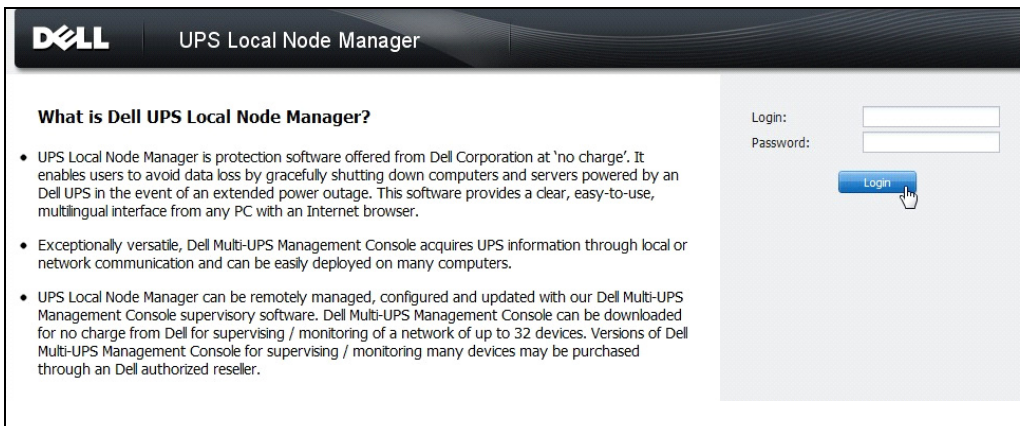 DELL
UPS Local Node Manager
What is Dell UPS Local Node Manager?
• UPS Local Node Manager is protection software offered from Dell Corporation at ‘no charge’. It
enables users to avoid data loss by gracefully shutting down computers and servers powered by an
Dell UPS in the event of an extended power outage. This software provides a clear, easy-to-use,
multilingual interface from any PC with an Internet browser.
• Exceptionally versatile, Dell Multi-UPS Management Console acquires UPS information through local or
network communication and can be easily deployed on many computers.
• UPS Local Node Manager can be remotely managed, configured and updated with our Dell Multi-UPS
Management Console supervisory software. Dell Multi-UPS Management Console can be downloaded
for no charge from Dell for supervising / monitoring of a network of up to 32 devices. Versions of Dell
Multi-UPS Management Console for supervising / monitoring many devices may be purchased
through an Dell authorized reseller.
Login:
Password:
Login